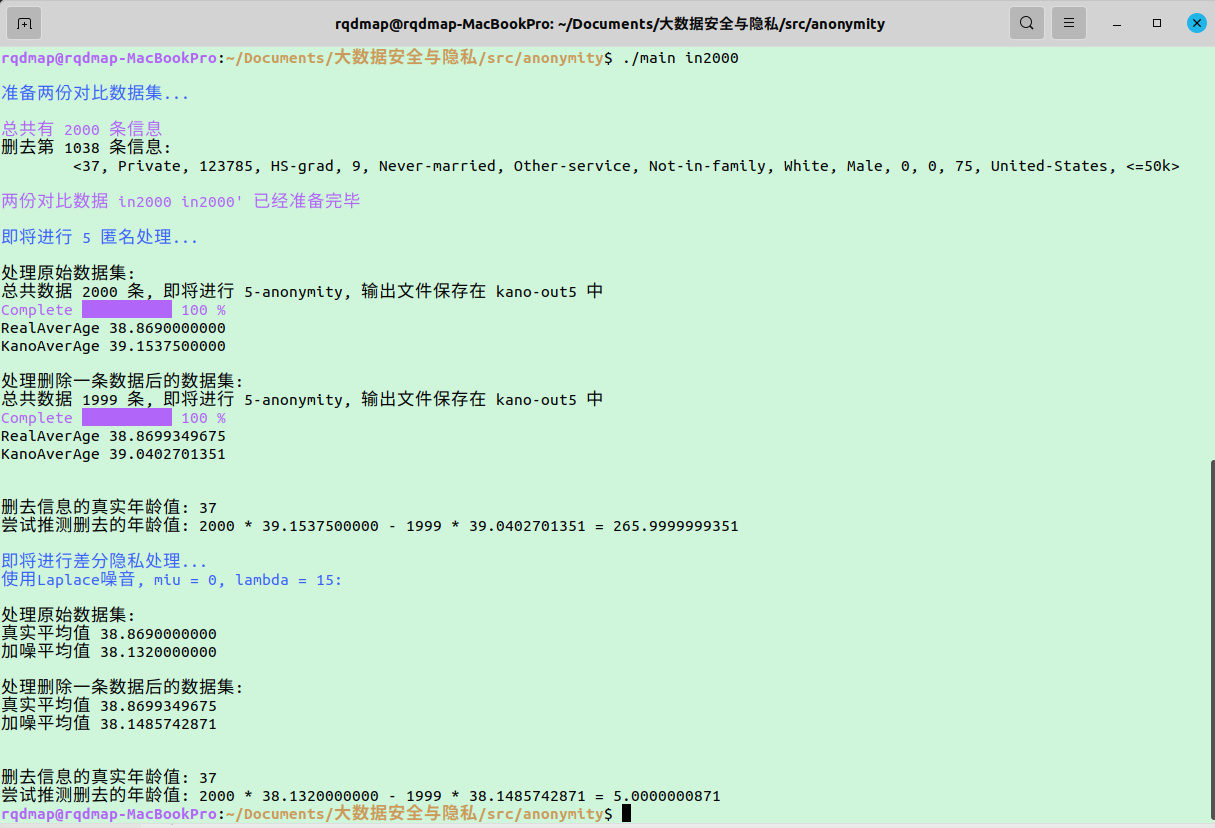 rqdmap@rqdmap-MacBookPro: ~/Documents/大数据安全与隐私/src/anonymity
rqdmap@rqdmap-MacBookPro:~/Documents/大数据安全与隐私/src/anonymity$ ./main in2000
准备两份对比数据集...
总共有 2000 条信息
删去第 1038 条信息:
<37, Private, 123785, HS-grad, 9, Never-married, Other-service, Not-in-family, White, Male, 0, 0, 75, United-States, <=50k>
两份对比数据 in2000 in2000' 已经准备完毕
即将进行 5 匿名处理...
处理原始数据集:
总共数据 2000 条, 即将进行 5-anonymity, 输出文件保存在 kano-out5 中
Complete 100 %
RealAverAge 38.8690000000
KanoAverAge 39.1537500000
处理删除一条数据后的数据集:
总共数据 1999 条, 即将进行 5-anonymity, 输出文件保存在 kano-out5 中
Complete 100 %
RealAverAge 38.8699349675
KanoAverAge 39.0402701351
删去信息的真实年龄值: 37
尝试推测删去的年龄值: 2000 * 39.1537500000 - 1999 * 39.0402701351 = 265.9999999351
即将进行差分隐私处理...
使用Laplace噪音, miu = 0, lambda = 15:
处理原始数据集:
真实平均值 38.8690000000
加噪平均值 38.1320000000
处理删除一条数据后的数据集:
真实平均值 38.8699349675
加噪平均值 38.1485742871
删去信息的真实年龄值: 37
尝试推测删去的年龄值: 2000 * 38.1320000000 - 1999 * 38.1485742871 = 5.0000000871
rqdmap@rqdmap-MacBookPro:~/Documents/大数据安全与隐私/src/anonymity$